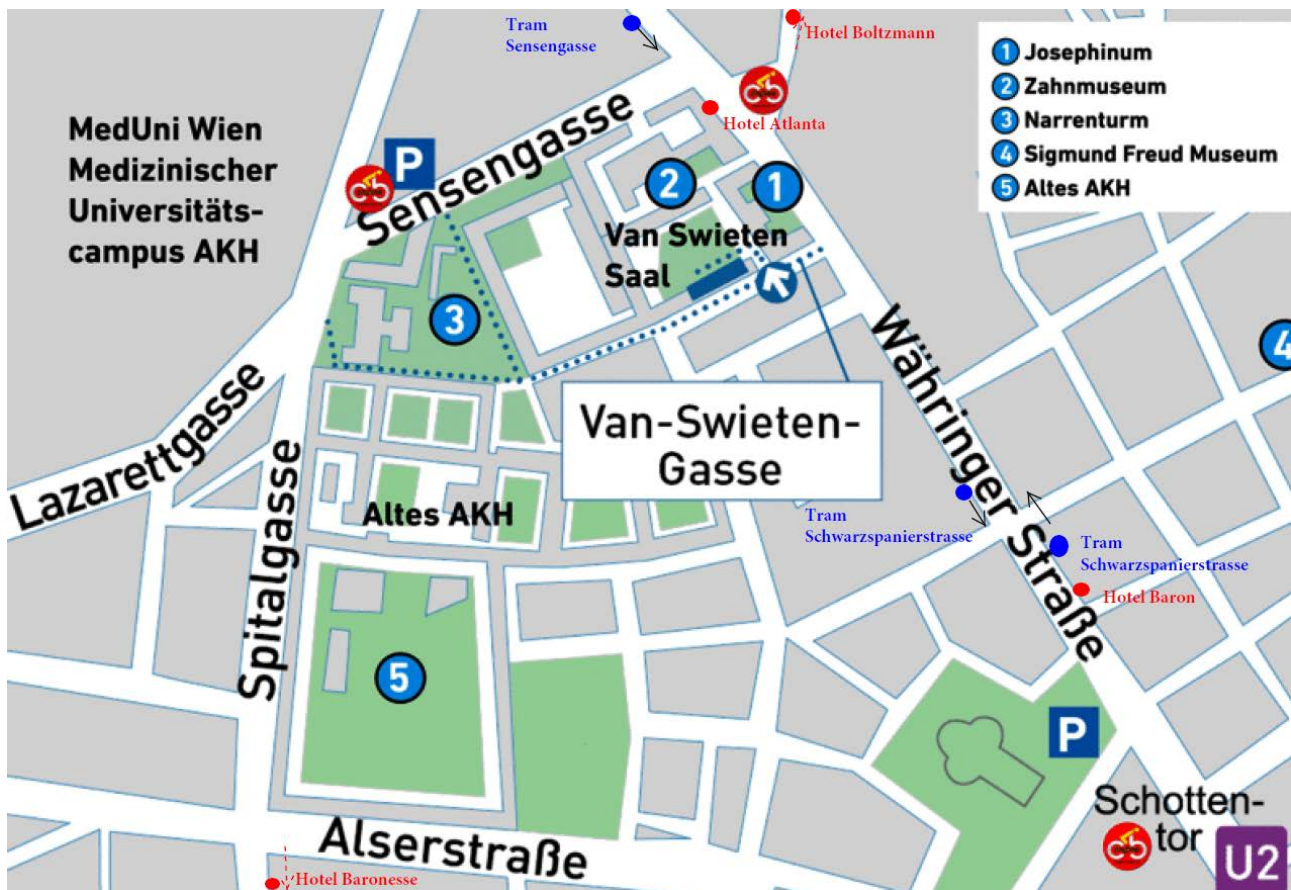 Tram
Sensengasse
Hotel Boltzmann
1 Josephinum
2 Zahnmuseum
3 Narrenturm
4 Sigmund Freud Museum
5 Altes AKH
MedUni Wien
Medizinischer
Universitäts-
campus AKH
P
Sensengasse
Hotel Atlanta
2
1
Van Swieten
Saal
3
4
Lazarettgasse
Van-Swieten-
Gasse
Währinger Straße
Spitalgasse
Altes AKH
Tram
Schwarzspanierstrasse
Tram
Schwarzspanierstrasse
Hotel Baron
5
P
Schotten-
tor
U2
Alserstraße
Hotel Baronesse